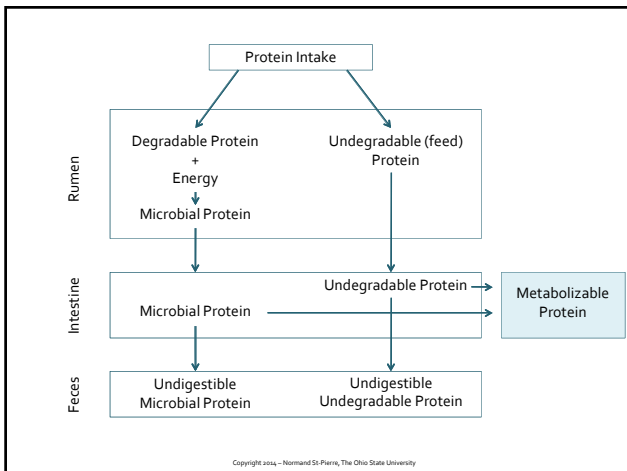 Protein Intake
Rumen
Degradable Protein
+
Energy
Microbial Protein
Undegradable (feed)
Protein
Intestine
Undegradable Protein
Microbial Protein
Metabolizable
Protein
Feces
Undigestible
Microbial Protein
Undigestible
Undegradable Protein
Copyright 2014 – Normand St-Pierre, The Ohio State University